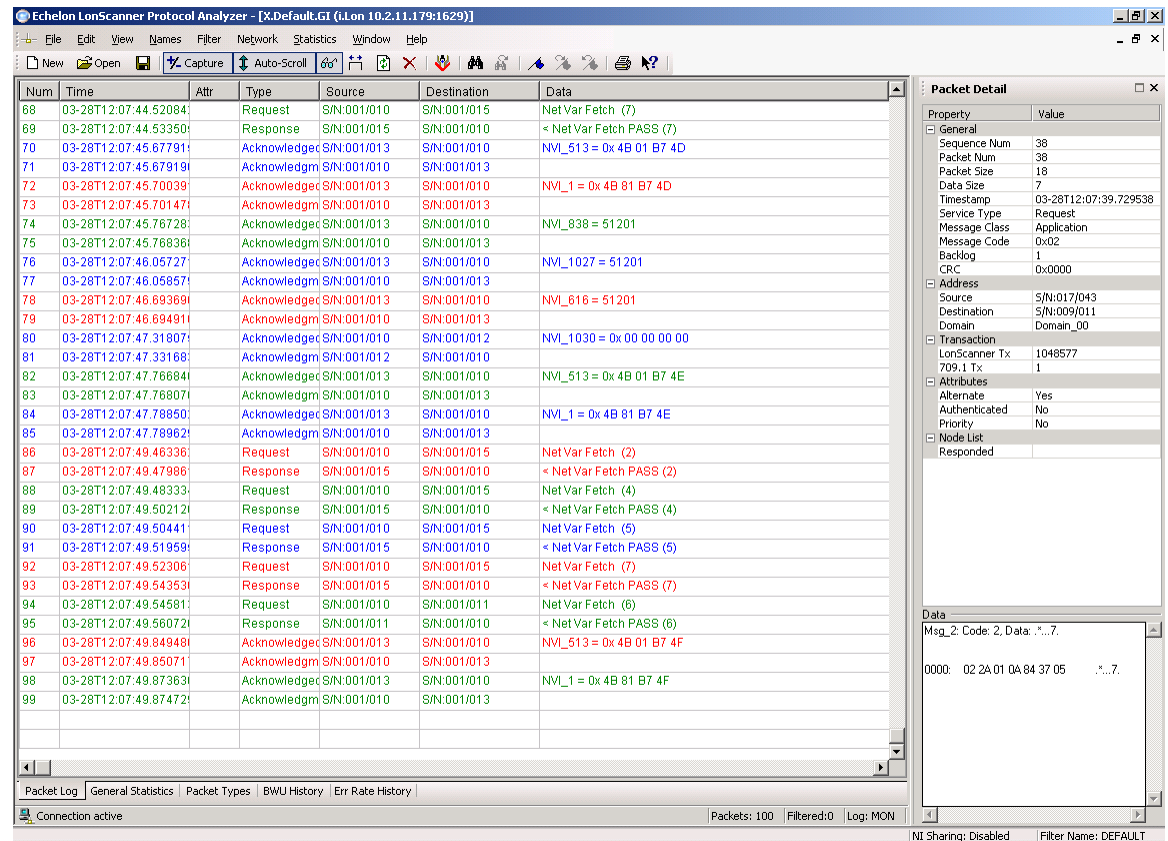 Echelon LonScanner Protocol Analyzer - [X.Default.GI (i.Lon 10.2.11.179:1629)]
File Edit View Names Filter Network Statistics Window Help
New Open Capture Auto-Scroll
Num Time Attr Type Source Destination Data
68 03-28T12:07:44.52084 Request S/N:001/010 S/N:001/015 Net Var Fetch (7)
69 03-28T12:07:44.53350 Response S/N:001/015 S/N:001/010 < Net Var Fetch PASS (7)
70 03-28T12:07:45.67791 Acknowledged S/N:001/013 S/N:001/010 NVI_513 = 0x 4B 01 B7 4D
71 03-28T12:07:45.67919 Acknowledgm S/N:001/010 S/N:001/013
72 03-28T12:07:45.70039 Acknowledged S/N:001/013 S/N:001/010 NVI_1 = 0x 4B 81 B7 4D
73 03-28T12:07:45.70147 Acknowledgm S/N:001/010 S/N:001/013
74 03-28T12:07:45.76728 Acknowledged S/N:001/013 S/N:001/010 NVI_838 = 51201
75 03-28T12:07:45.76836 Acknowledgm S/N:001/010 S/N:001/013
76 03-28T12:07:46.05727 Acknowledged S/N:001/013 S/N:001/010 NVI_1027 = 51201
77 03-28T12:07:46.05857 Acknowledgm S/N:001/010 S/N:001/013
78 03-28T12:07:46.69369 Acknowledged S/N:001/013 S/N:001/010 NVI_616 = 51201
79 03-28T12:07:46.69491 Acknowledgm S/N:001/010 S/N:001/013
80 03-28T12:07:47.31807 Acknowledged S/N:001/010 S/N:001/012 NVI_1030 = 0x 00 00 00 00
81 03-28T12:07:47.33168 Acknowledgm S/N:001/012 S/N:001/010
82 03-28T12:07:47.76684 Acknowledged S/N:001/013 S/N:001/010 NVI_513 = 0x 4B 01 B7 4E
83 03-28T12:07:47.76807 Acknowledgm S/N:001/010 S/N:001/013
84 03-28T12:07:47.78850 Acknowledged S/N:001/013 S/N:001/010 NVI_1 = 0x 4B 81 B7 4E
85 03-28T12:07:47.78962 Acknowledgm S/N:001/010 S/N:001/013
86 03-28T12:07:49.46336 Request S/N:001/010 S/N:001/015 Net Var Fetch (2)
87 03-28T12:07:49.47986 Response S/N:001/015 S/N:001/010 < Net Var Fetch PASS (2)
88 03-28T12:07:49.48333 Request S/N:001/010 S/N:001/015 Net Var Fetch (4)
89 03-28T12:07:49.50212 Response S/N:001/015 S/N:001/010 < Net Var Fetch PASS (4)
90 03-28T12:07:49.50441 Request S/N:001/010 S/N:001/015 Net Var Fetch (5)
91 03-28T12:07:49.51959 Response S/N:001/015 S/N:001/010 < Net Var Fetch PASS (5)
92 03-28T12:07:49.52306 Request S/N:001/010 S/N:001/015 Net Var Fetch (7)
93 03-28T12:07:49.54353 Response S/N:001/015 S/N:001/010 < Net Var Fetch PASS (7)
94 03-28T12:07:49.54581 Request S/N:001/010 S/N:001/011 Net Var Fetch (6)
95 03-28T12:07:49.56072 Response S/N:001/011 S/N:001/010 < Net Var Fetch PASS (6)
96 03-28T12:07:49.84948 Acknowledged S/N:001/013 S/N:001/010 NVI_513 = 0x 4B 01 B7 4F
97 03-28T12:07:49.85071 Acknowledgm S/N:001/010 S/N:001/013
98 03-28T12:07:49.87363 Acknowledged S/N:001/013 S/N:001/010 NVI_1 = 0x 4B 81 B7 4F
99 03-28T12:07:49.87472 Acknowledgm S/N:001/010 S/N:001/013
Packet Log General Statistics Packet Types BWU History Err Rate History
Connection active Packets: 100 Filtered:0 Log: MON
Packet Detail
Property Value
General
Sequence Num 38
Packet Num 38
Packet Size 18
Data Size 7
Timestamp 03-28T12:07:39.729538
Service Type Request
Message Class Application
Message Code 0x02
Backlog 1
CRC 0x0000
Address
Source S/N:017/043
Destination S/N:009/011
Domain Domain_00
Transaction
LonScanner Tx 1048577
709.1 Tx 1
Attributes
Alternate Yes
Authenticated No
Priority No
Node List
Responded
Data
Msg_2: Code: 2, Data: .*...7.
0000: 02 2A 01 0A 84 37 05 .*...7.
NI Sharing: Disabled Filter Name: DEFAULT